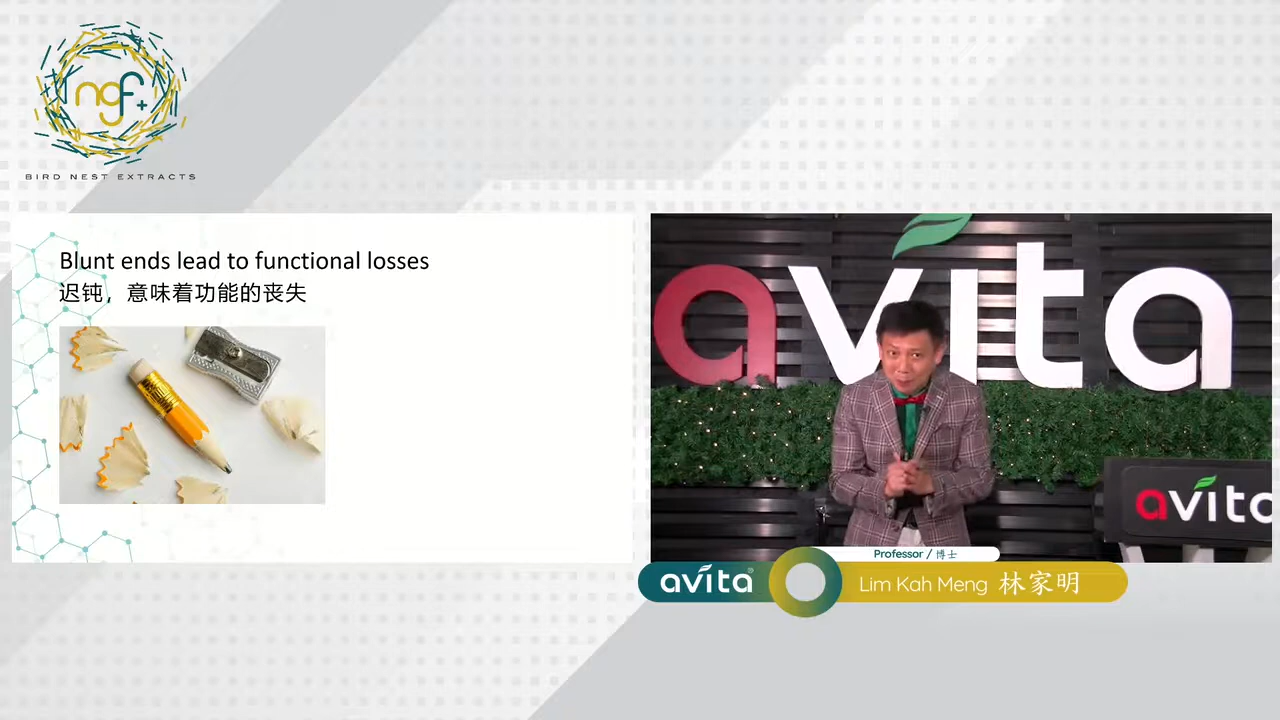 ngf+
BIRD NEST EXTRACTS
Blunt ends lead to functional losses
迟钝，意味着功能的丧失
avita
avita
Professor / 博士
avita®
Lim Kah Meng 林家明